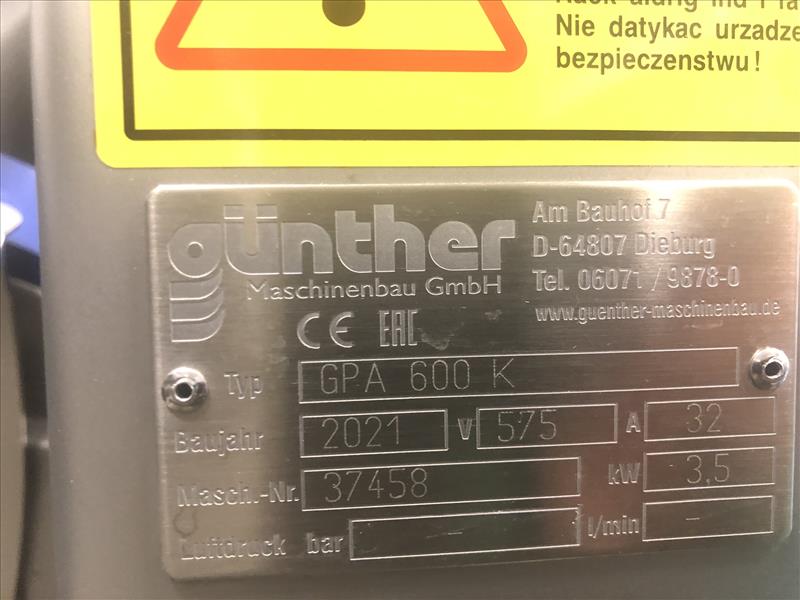 Nie datykac urzadze
bezpieczenstwu!
günther
Maschinenbau GmbH
Am Bauhof 7
D-64807 Dieburg
Tel. 06071 / 9878-0
www.guenther-maschinenbau.de
CE EAC
Typ GPA 600 K
Baujahr 2021 V 575 A 32
Masch.-Nr. 37458 kW 3,5
Luftdruck bar - l/min -